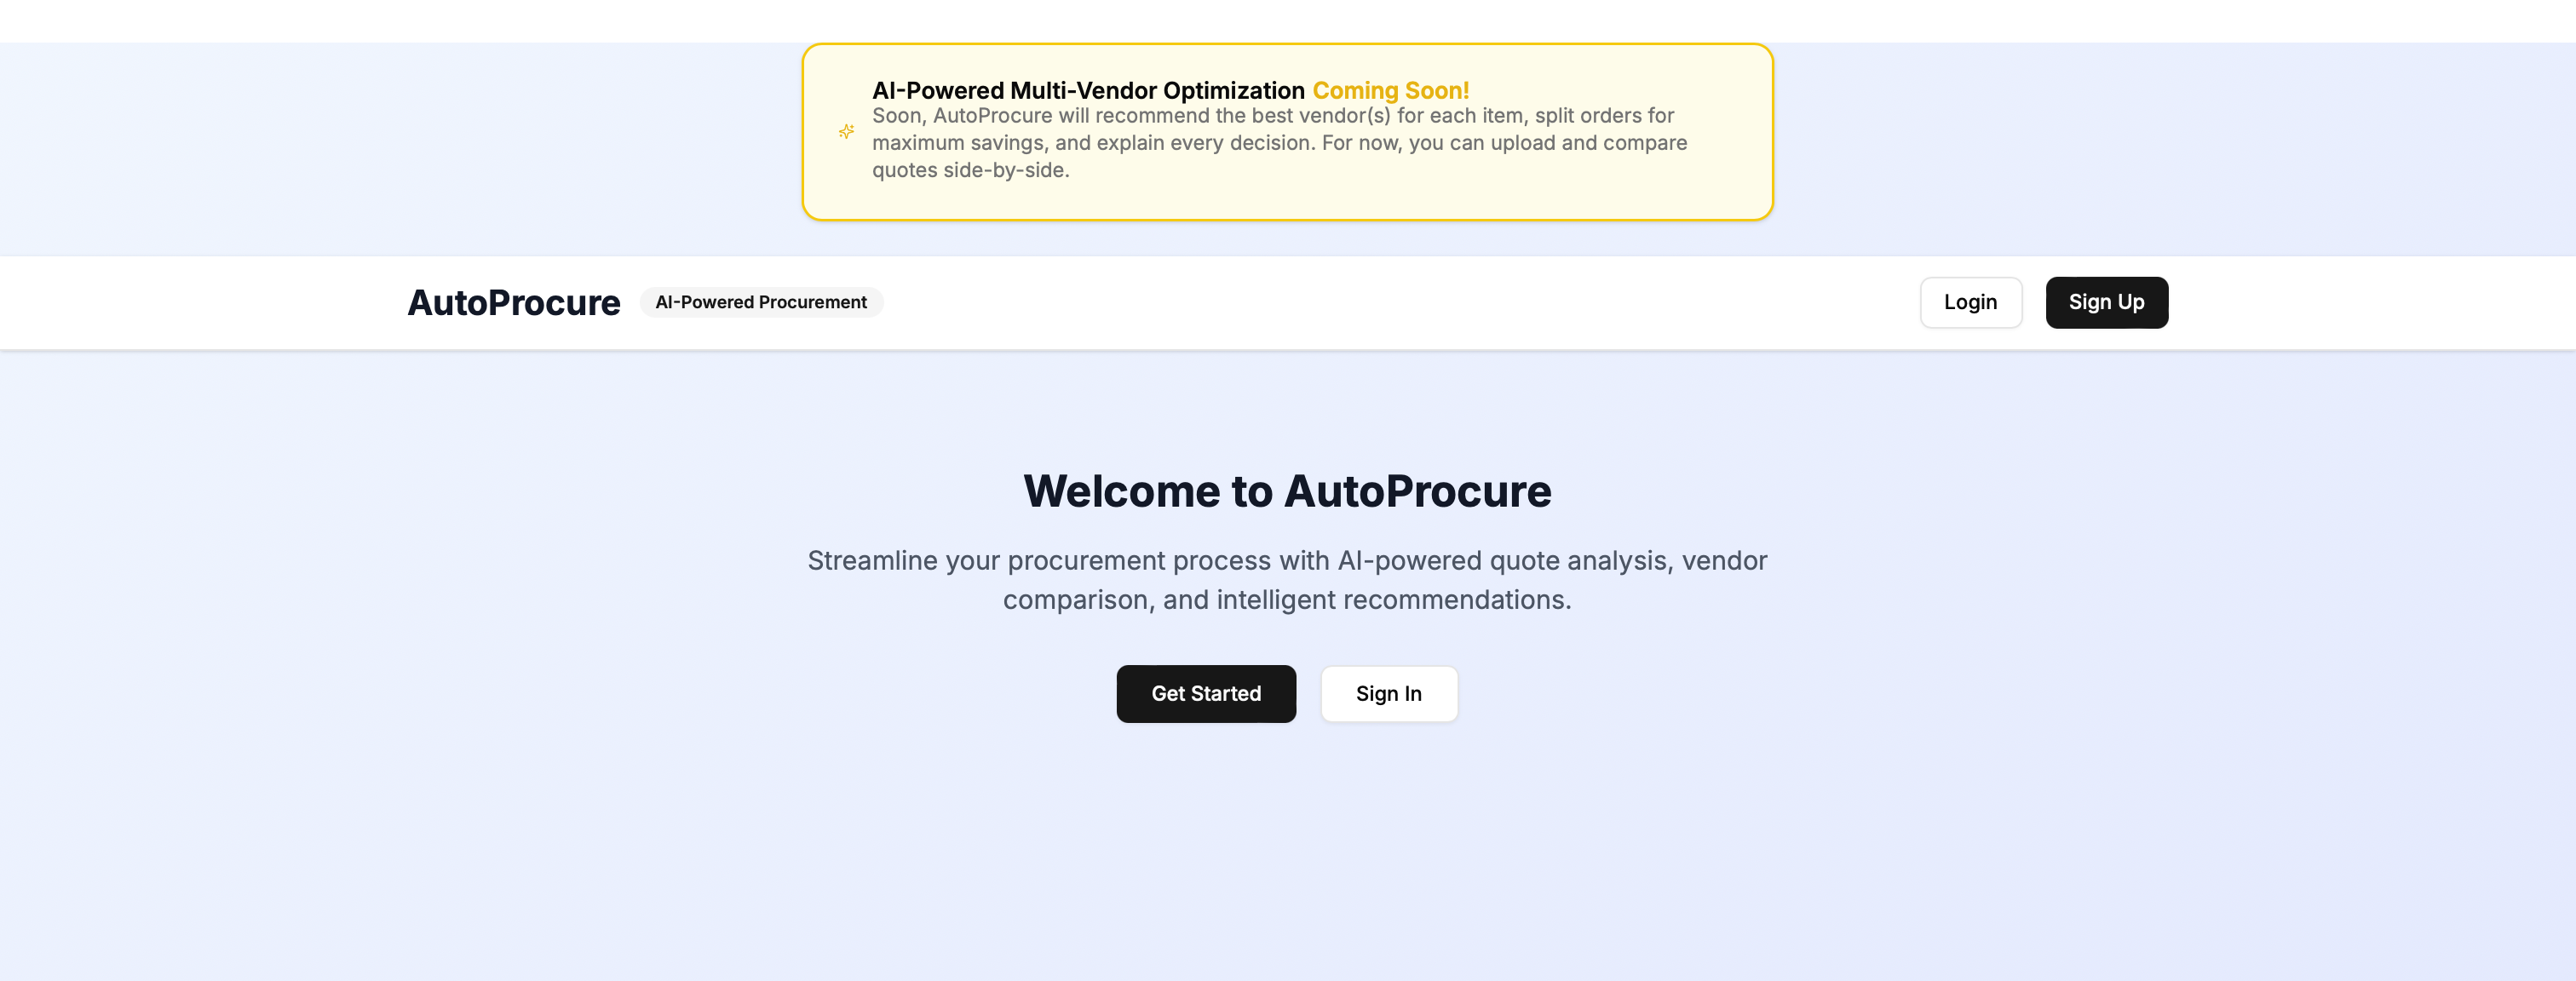 AI-Powered Multi-Vendor Optimization Coming Soon!
Soon, AutoProcure will recommend the best vendor(s) for each item, split orders for
maximum savings, and explain every decision. For now, you can upload and compare
quotes side-by-side.
AutoProcure AI-Powered Procurement Login Sign Up
Welcome to AutoProcure
Streamline your procurement process with AI-powered quote analysis, vendor
comparison, and intelligent recommendations.
Get Started Sign In